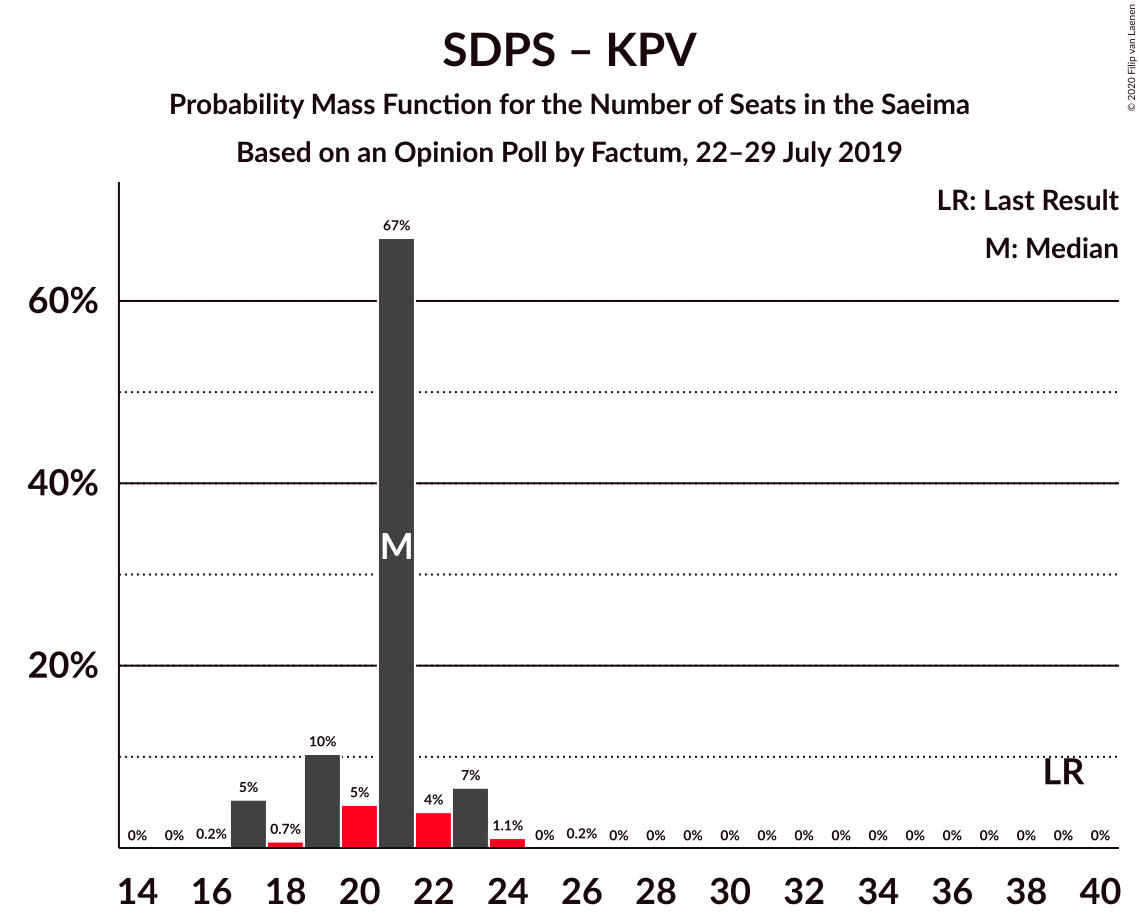 SDPS – KPV
Probability Mass Function for the Number of Seats in the Saeima
Based on an Opinion Poll by Factum, 22–29 July 2019
© 2020 Filip van Laenen
LR: Last Result
M: Median
60%
40%
20%
0% 0% 0.2% 5% 0.7% 10% 5% 67% 4% 7% 1.1% 0% 0.2% 0% 0% 0% 0% 0% 0% 0% 0% 0% 0% 0% 0% 0% 0%
M
LR
14 16 18 20 22 24 26 28 30 32 34 36 38 40